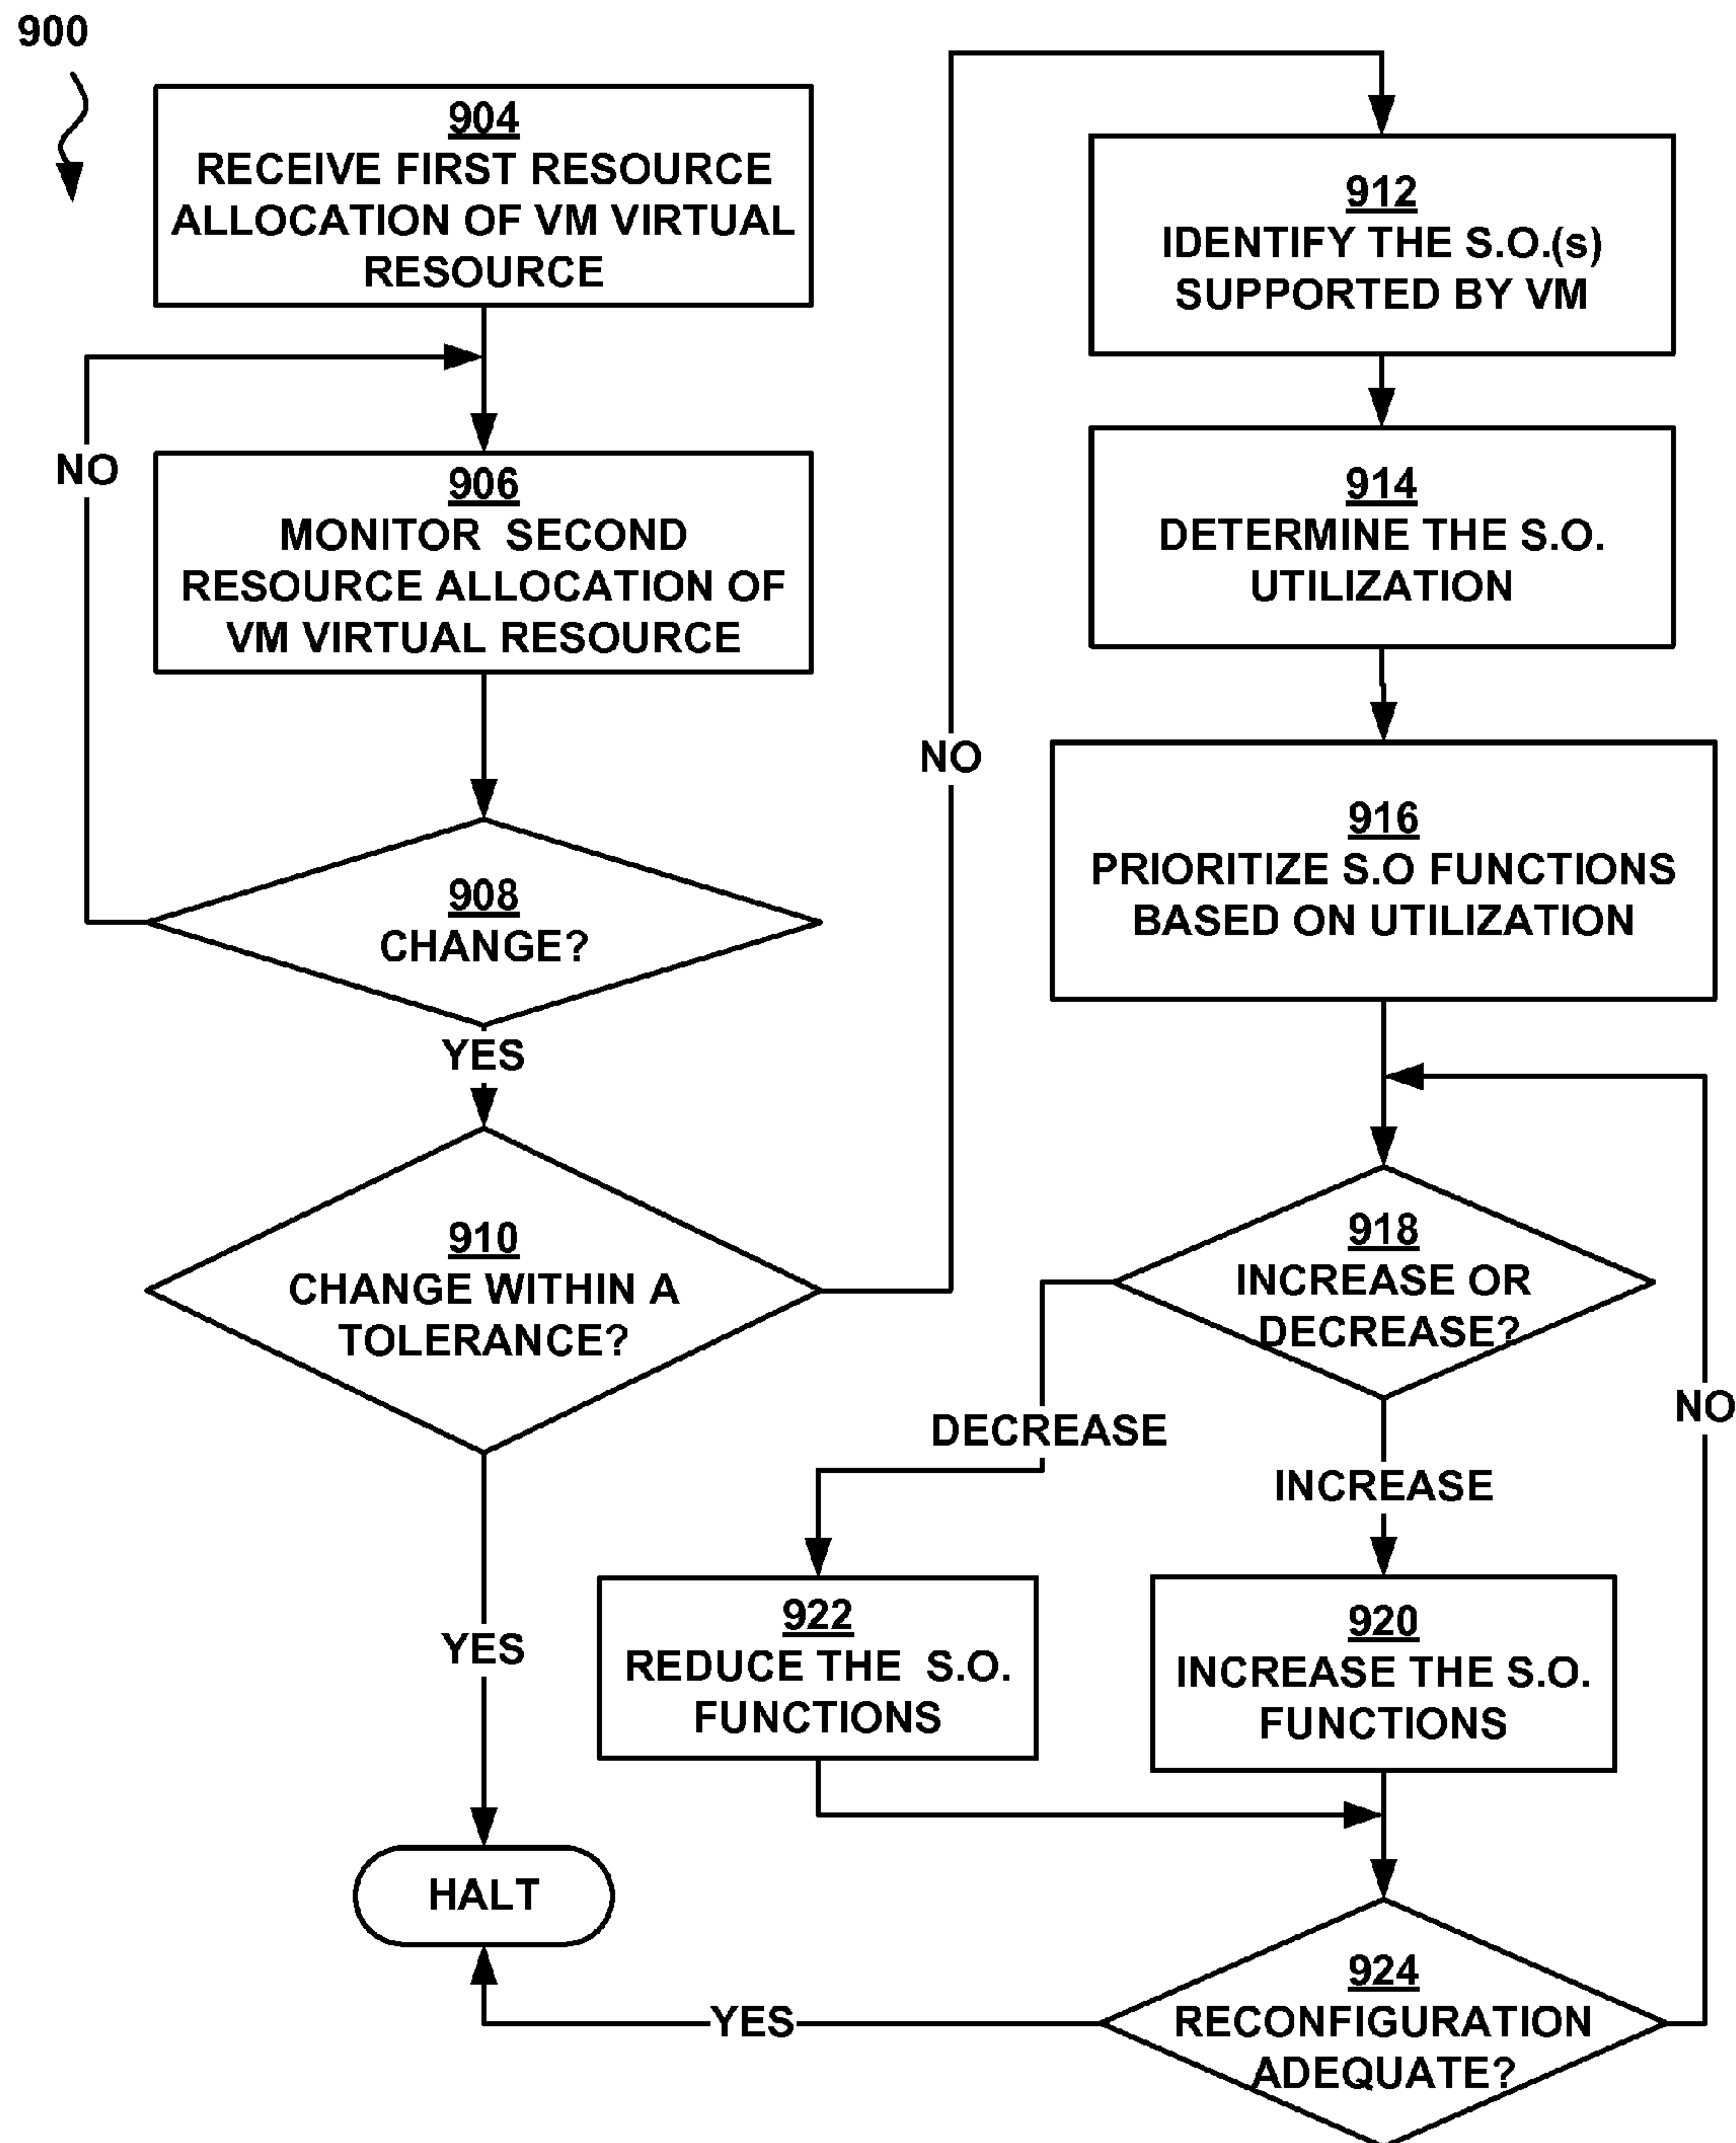 900
904
RECEIVE FIRST RESOURCE
ALLOCATION OF VM VIRTUAL
RESOURCE
NO
906
MONITOR SECOND
RESOURCE ALLOCATION OF
VM VIRTUAL RESOURCE
908
CHANGE?
YES
910
CHANGE WITHIN A
TOLERANCE?
YES
HALT
NO
912
IDENTIFY THE S.O.(s)
SUPPORTED BY VM
914
DETERMINE THE S.O.
UTILIZATION
916
PRIORITIZE S.O FUNCTIONS
BASED ON UTILIZATION
918
INCREASE OR
DECREASE?
DECREASE
INCREASE
NO
922
REDUCE THE S.O.
FUNCTIONS
920
INCREASE THE S.O.
FUNCTIONS
924
RECONFIGURATION
ADEQUATE?
YES